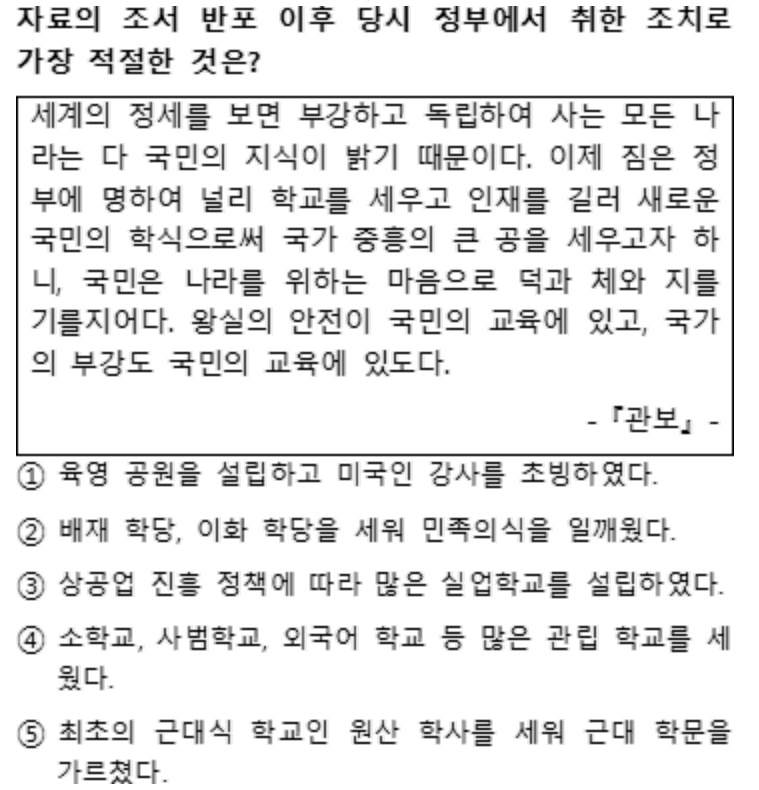 자료의 조서 반포 이후 당시 정부에서 취한 조치로
가장 적절한 것은?
세계의 정세를 보면 부강하고 독립하여 사는 모든 나
라는 다 국민의 지식이 밝기 때문이다. 이제 짐은 정
부에 명하여 널리 학교를 세우고 인재를 길러 새로운
국민의 학식으로써 국가 중흥의 큰 공을 세우고자 하
니, 국민은 나라를 위하는 마음으로 덕과 체와 지를
기를지어다. 왕실의 안전이 국민의 교육에 있고, 국가
의 부강도 국민의 교육에 있도다.
-『관보』-
① 육영 공원을 설립하고 미국인 강사를 초빙하였다.
② 배재 학당, 이화 학당을 세워 민족의식을 일깨웠다.
③ 상공업 진흥 정책에 따라 많은 실업학교를 설립하였다.
④ 소학교, 사범학교, 외국어 학교 등 많은 관립 학교를 세
웠다.
⑤ 최초의 근대식 학교인 원산 학사를 세워 근대 학문을
가르쳤다.